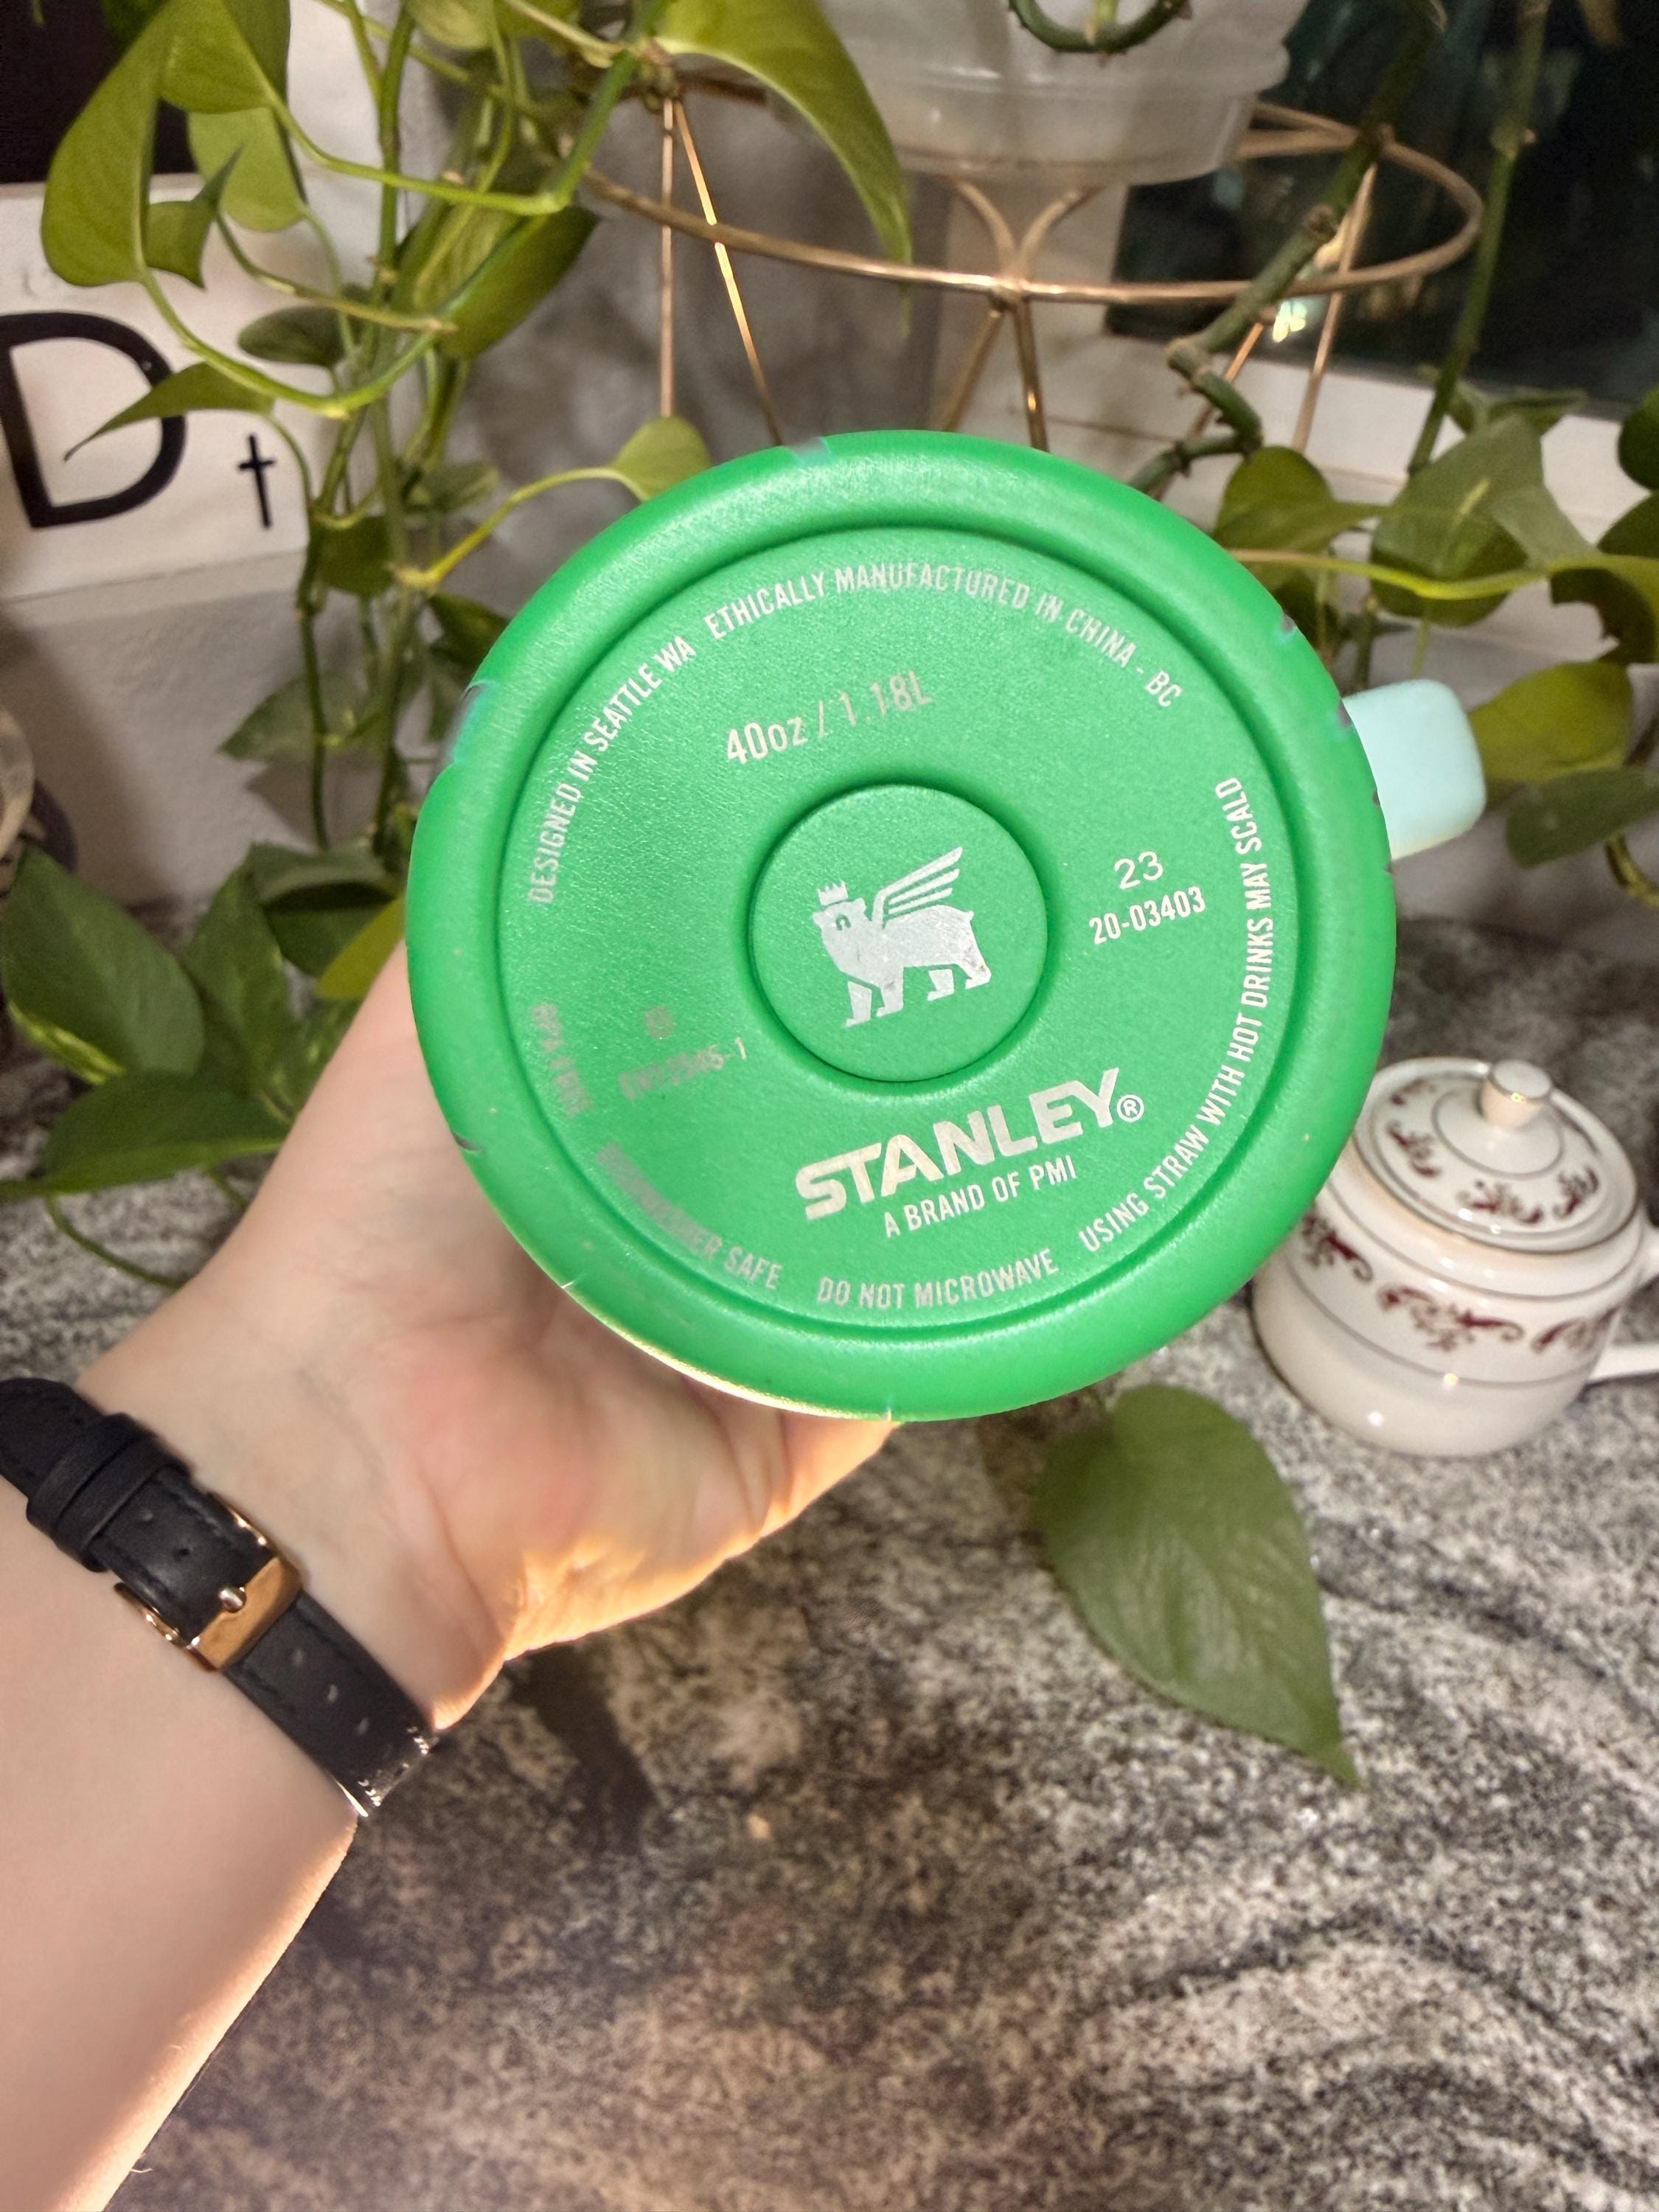 D
t
DESIGNED IN SEATTLE WA ETHICALLY MANUFACTURED IN CHINA - BC
40oz / 1.18L
23
20-03403
STANLEY®
A BRAND OF PMI
SAFE
DO NOT MICROWAVE
USING STRAW WITH HOT DRINKS MAY SCALD